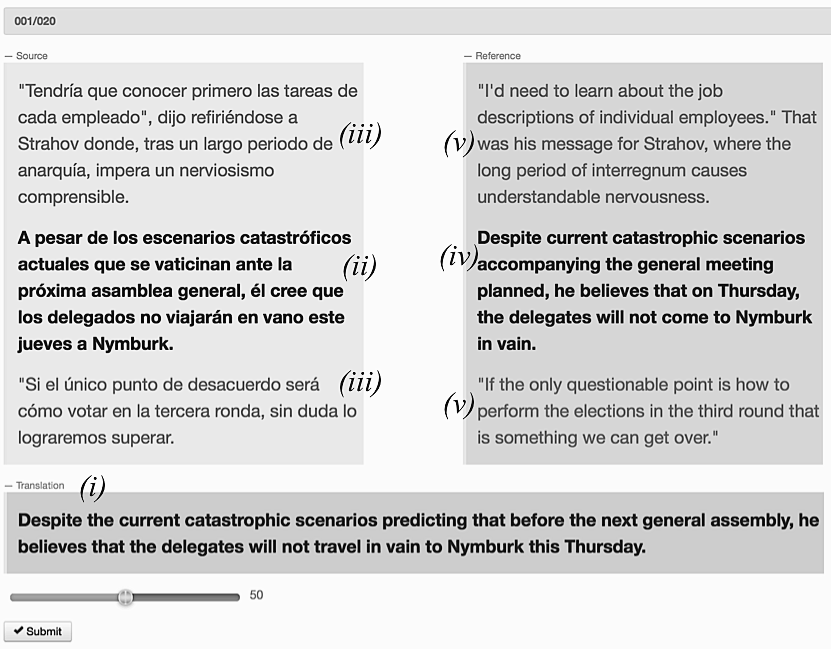 001/020
— Source
"Tendría que conocer primero las tareas de
cada empleado", dijo refiriéndose a
Strahov donde, tras un largo periodo de
anarquía, impera un nerviosismo
comprensible.
(iii)
A pesar de los escenarios catastróficos
actuales que se vaticinan ante la
próxima asamblea general, él cree que
los delegados no viajarán en vano este
jueves a Nymburk.
(ii)
"Si el único punto de desacuerdo será
cómo votar en la tercera ronda, sin duda lo
lograremos superar.
(iii)
— Reference
"I'd need to learn about the job
descriptions of individual employees." That
was his message for Strahov, where the
long period of interregnum causes
understandable nervousness.
(v)
Despite current catastrophic scenarios
accompanying the general meeting
planned, he believes that on Thursday,
the delegates will not come to Nymburk
in vain.
(iv)
"If the only questionable point is how to
perform the elections in the third round that
is something we can get over."
(v)
— Translation (i)
Despite the current catastrophic scenarios predicting that before the next general assembly, he
believes that the delegates will not travel in vain to Nymburk this Thursday.
50
✔ Submit